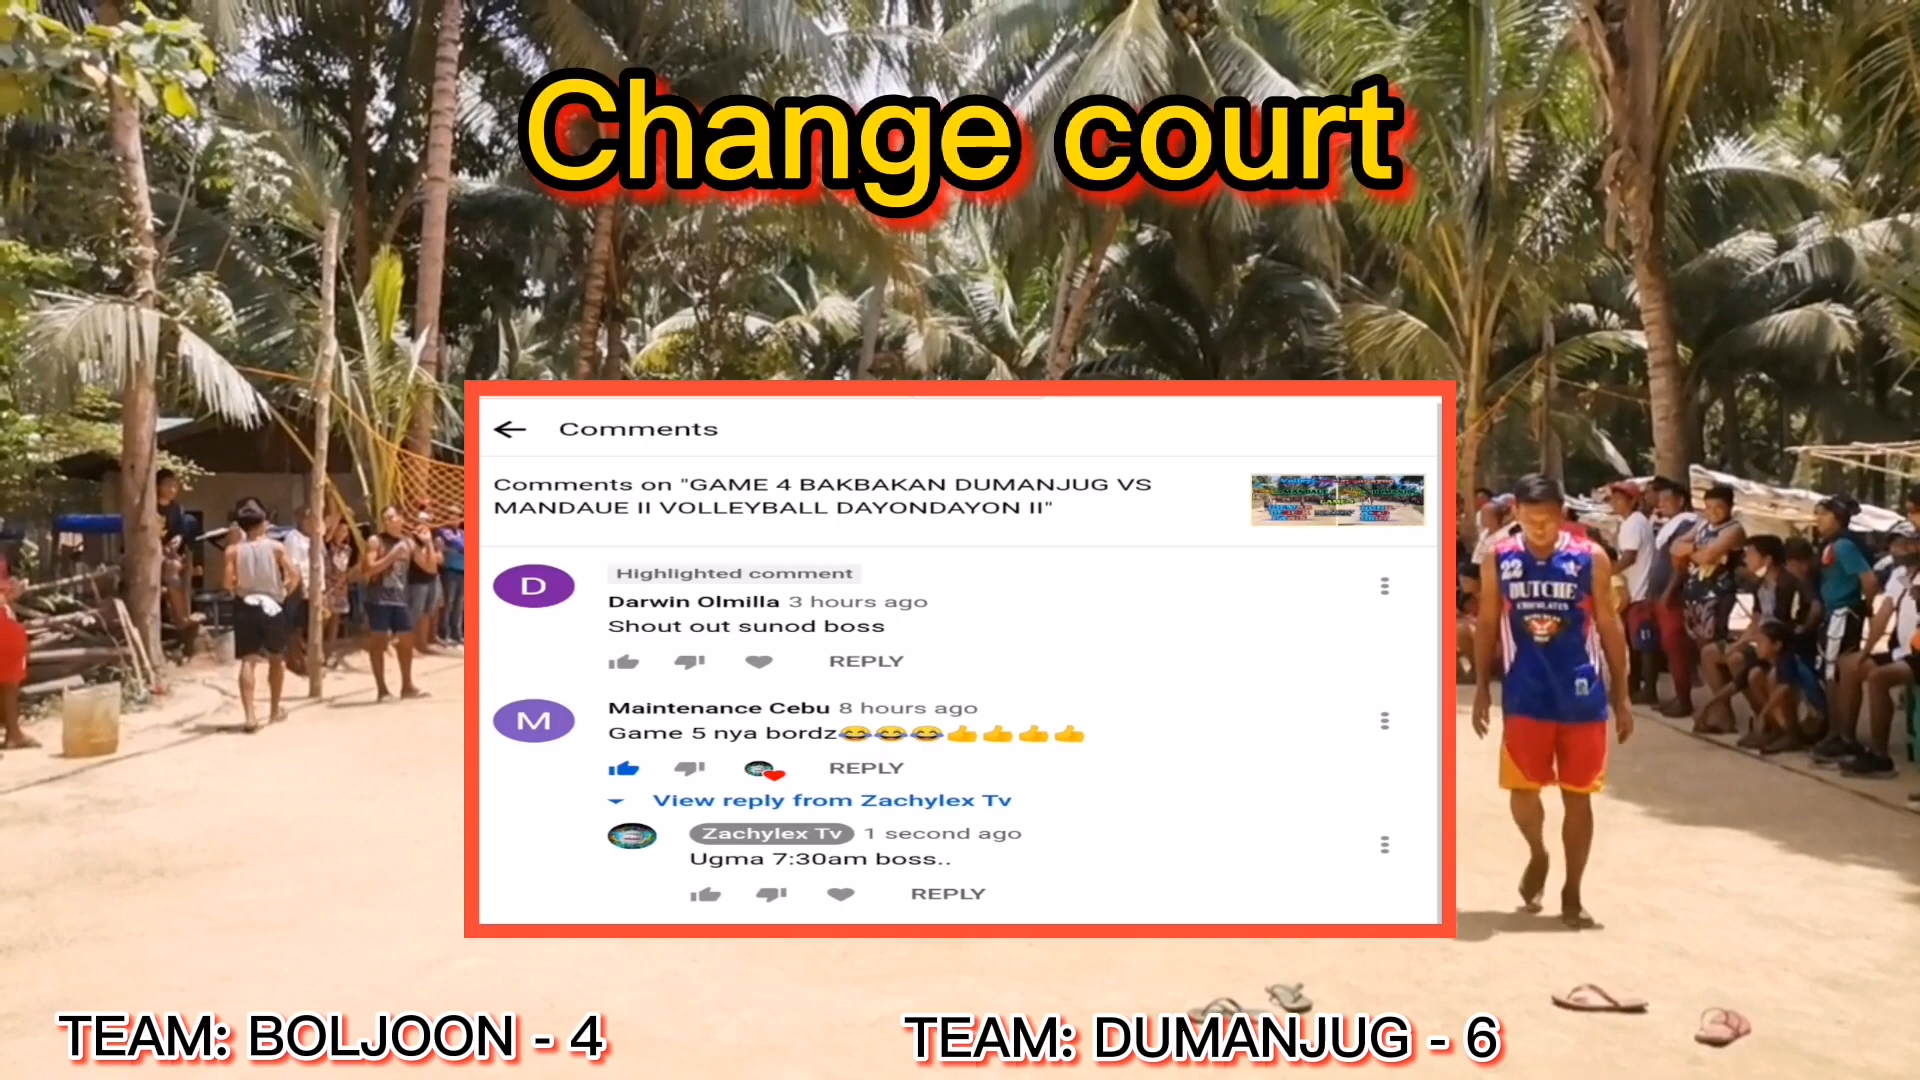 Change court
Comments
Comments on "GAME 4 BAKBAKAN DUMANJUG VS
MANDAUE II VOLLEYBALL DAYONDAYON II"
D
Highlighted comment
Darwin Olmilla 3 hours ago
Shout out sunod boss
REPLY
M
Maintenance Cebu 8 hours ago
Game 5 nya bordz😂😂😂👍👍👍👍
REPLY
View reply from Zachylex Tv
Zachylex Tv 1 second ago
Ugma 7:30am boss..
REPLY
22
DUTCHE
CHOCOLATES
TEAM: BOLJOON - 4
TEAM: DUMANJUG - 6